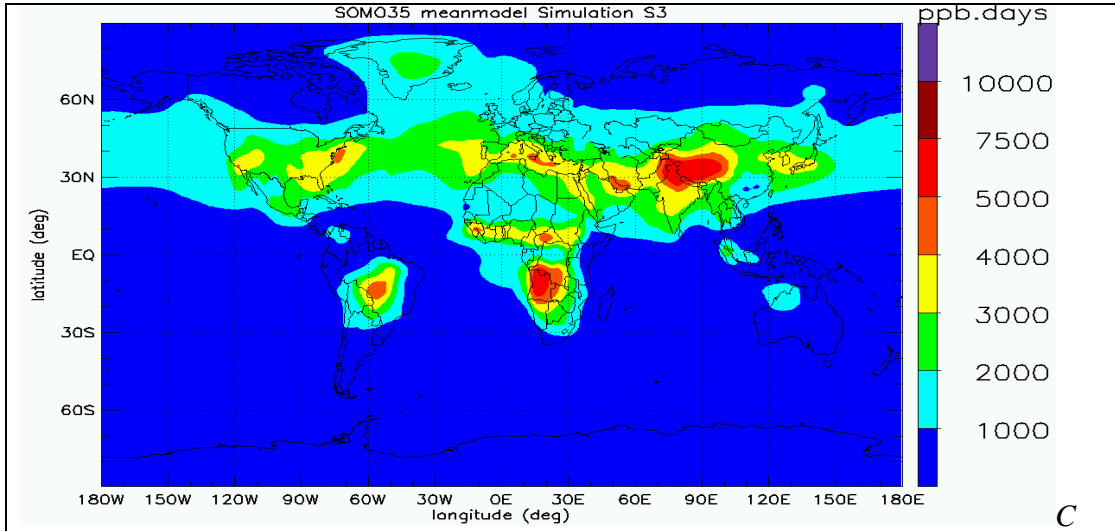 SOMO35 meanmodel Simulation S3
ppb.days
10000
7500
5000
4000
3000
2000
1000
60N
30N
EQ
30S
60S
latitude (deg)
180W 150W 120W 90W 60W 30W 0E 30E 60E 90E 120E 150E 180E
longitude (deg)
C